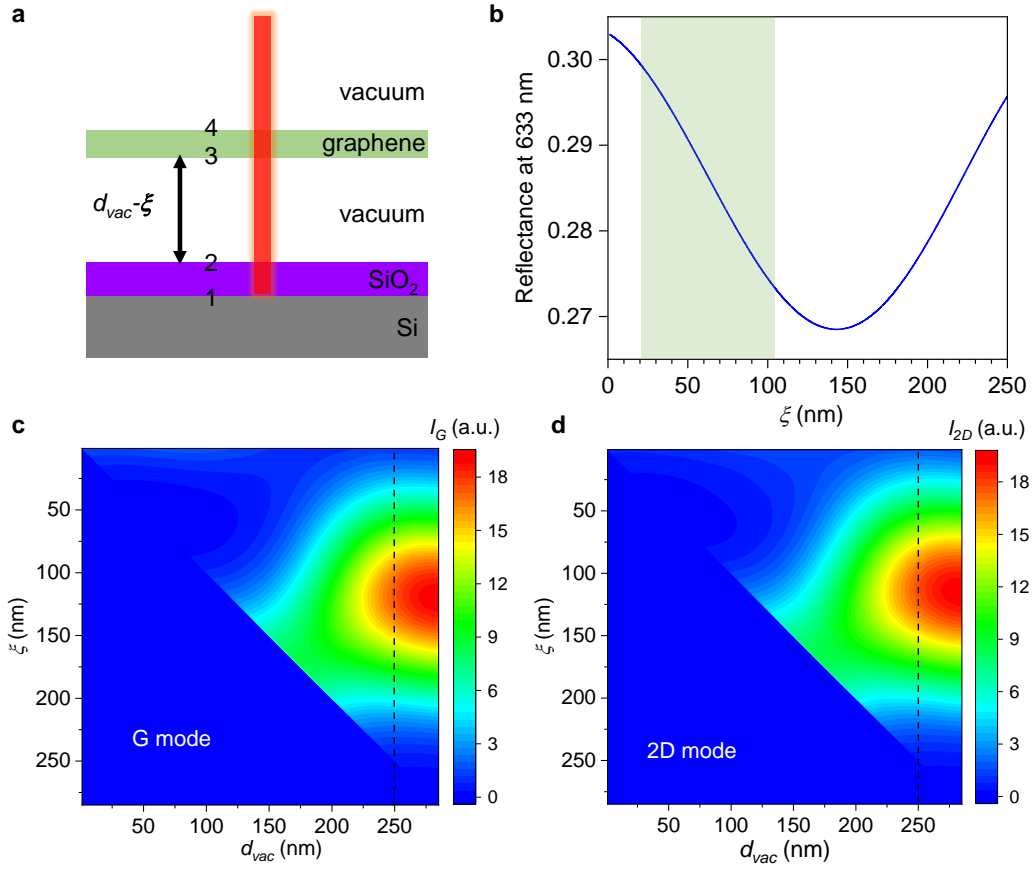 a
vacuum
4
graphene
3
d_vac-ξ
vacuum
2
SiO₂
1
Si
b
Reflectance at 633 nm
0.30
0.29
0.28
0.27
0 50 100 150 200 250
ξ (nm)
c
I_G (a.u.)
ξ (nm)
50
100
150
200
250
G mode
50 100 150 200 250
d_vac (nm)
18
15
12
9
6
3
0
d
I_2D (a.u.)
ξ (nm)
50
100
150
200
250
2D mode
50 100 150 200 250
d_vac (nm)
18
15
12
9
6
3
0